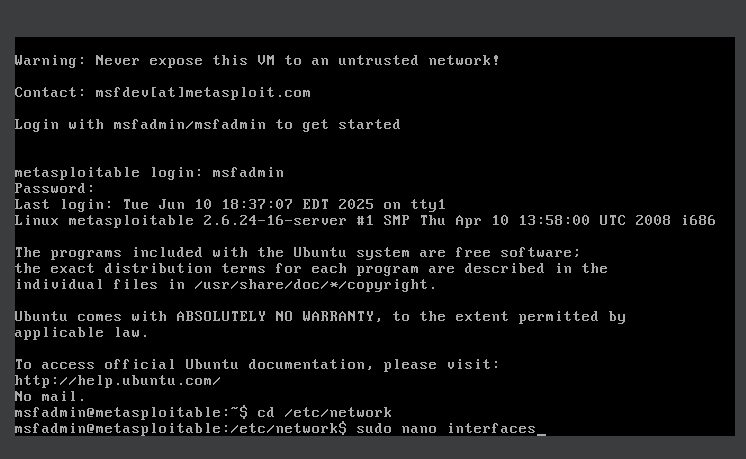 Warning: Never expose this VM to an untrusted network!
Contact: msfdev[at]metasploit.com
Login with msfadmin/msfadmin to get started
metasploitable login: msfadmin
Password:
Last login: Tue Jun 10 18:37:07 EDT 2025 on tty1
Linux metasploitable 2.6.24-16-server #1 SMP Thu Apr 10 13:58:00 UTC 2008 i686
The programs included with the Ubuntu system are free software;
the exact distribution terms for each program are described in the
individual files in /usr/share/doc/*/copyright.
Ubuntu comes with ABSOLUTELY NO WARRANTY, to the extent permitted by
applicable law.
To access official Ubuntu documentation, please visit:
http://help.ubuntu.com/
No mail.
msfadmin@metasploitable:~$ cd /etc/network
msfadmin@metasploitable:/etc/network$ sudo nano interfaces_